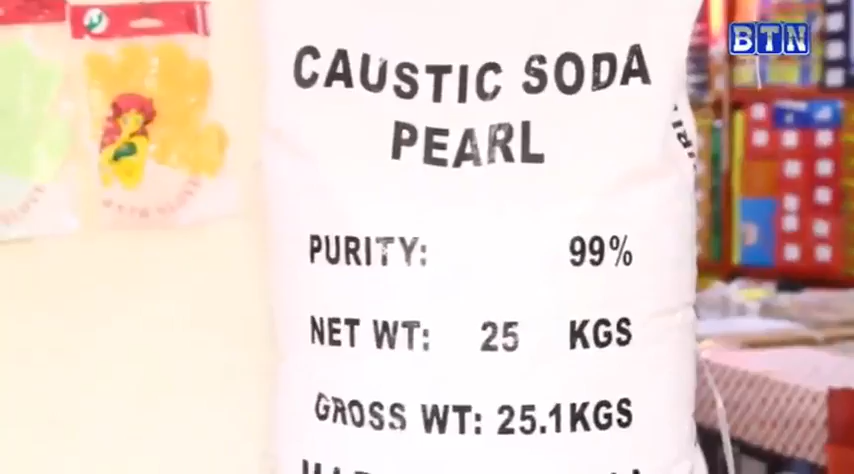 BTN
CAUSTIC SODA
PEARL
PURITY: 99%
NET WT: 25 KGS
GROSS WT: 25.1KGS